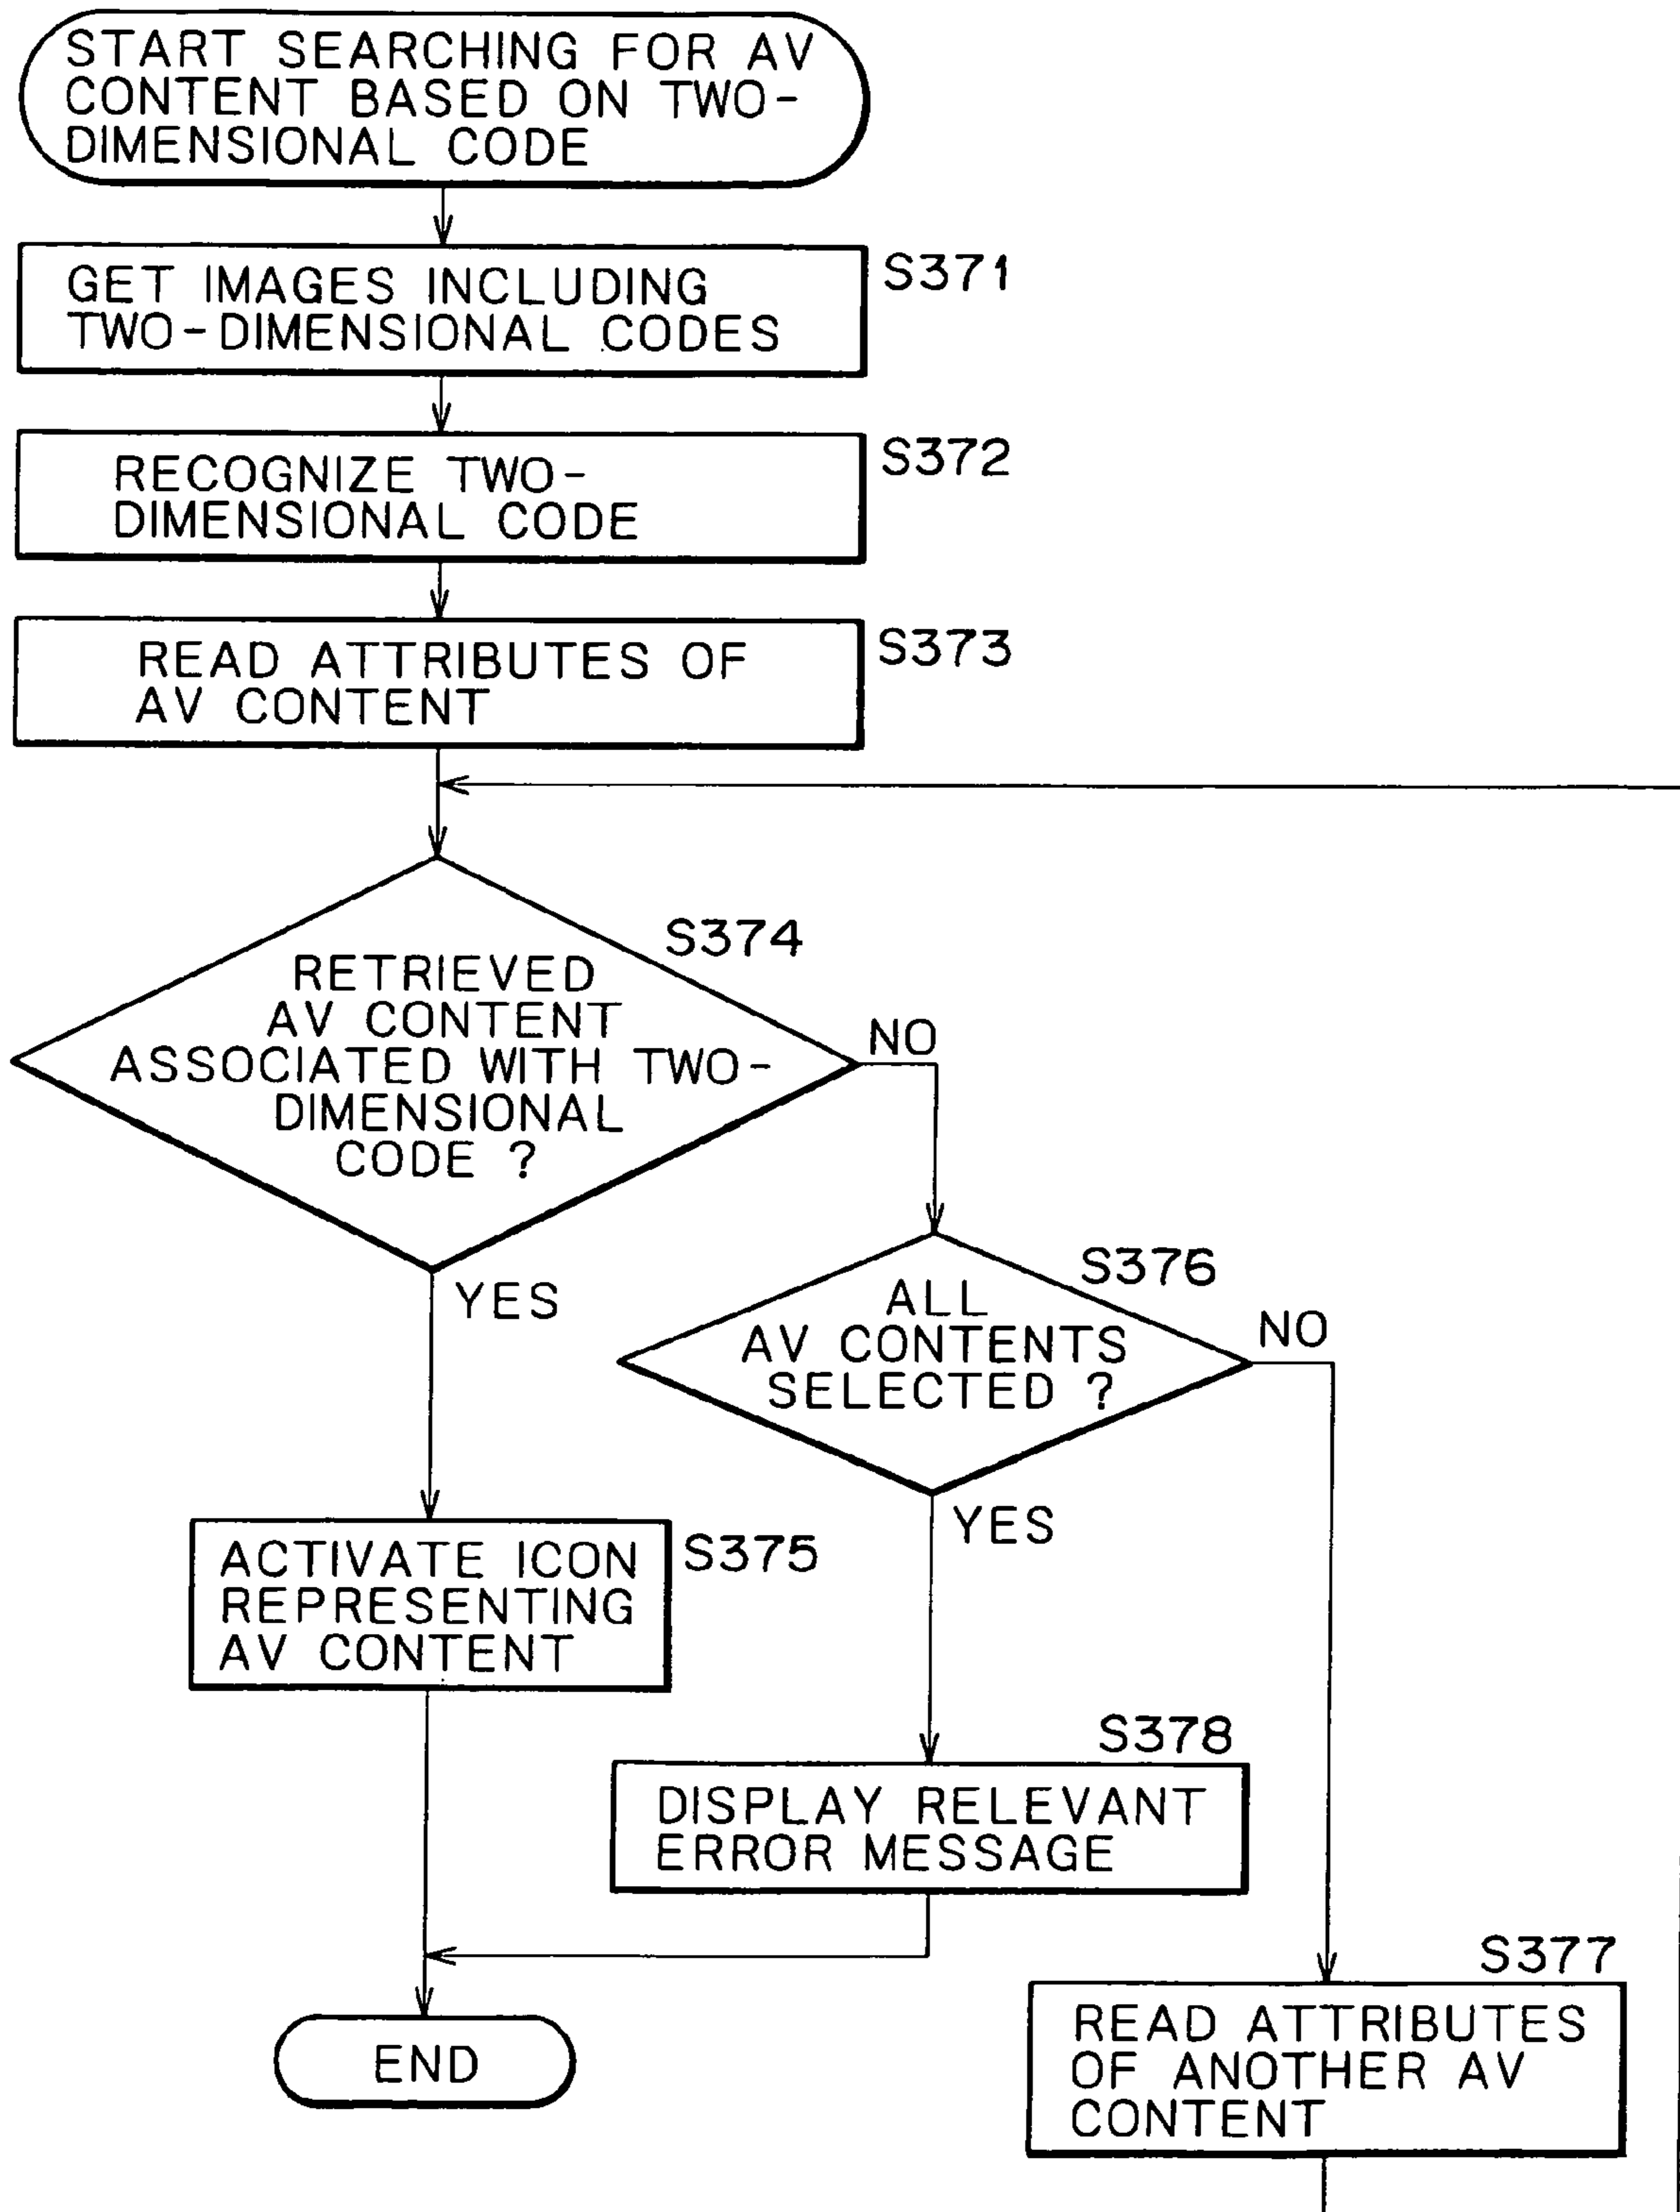 START SEARCHING FOR AV
CONTENT BASED ON TWO-
DIMENSIONAL CODE
S371
GET IMAGES INCLUDING
TWO-DIMENSIONAL CODES
S372
RECOGNIZE TWO-
DIMENSIONAL CODE
S373
READ ATTRIBUTES OF
AV CONTENT
S374
RETRIEVED
AV CONTENT
ASSOCIATED WITH TWO-
DIMENSIONAL
CODE ?
NO
YES
S376
ALL
AV CONTENTS
SELECTED ?
NO
YES
S375
ACTIVATE ICON
REPRESENTING
AV CONTENT
S378
DISPLAY RELEVANT
ERROR MESSAGE
S377
READ ATTRIBUTES
OF ANOTHER AV
CONTENT
END